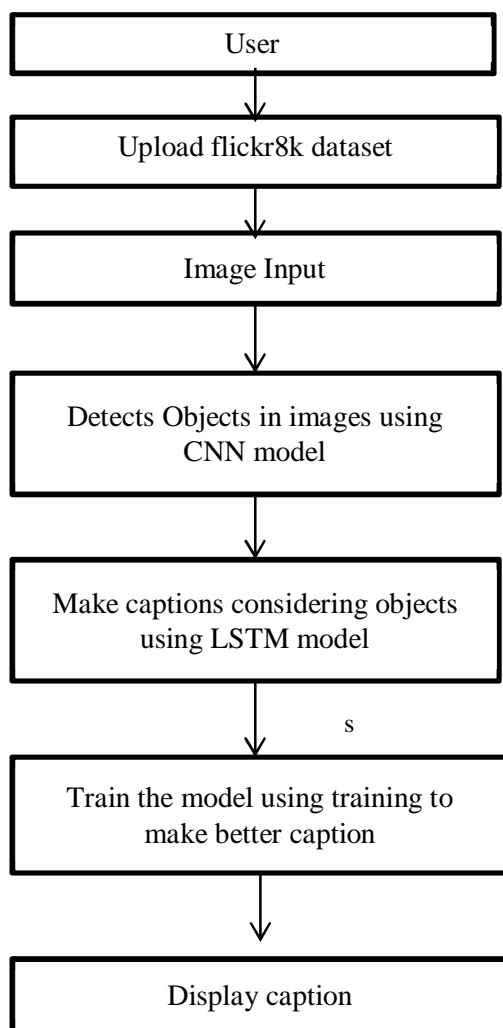 User
Upload flickr8k dataset
Image Input
Detects Objects in images using
CNN model
Make captions considering objects
using LSTM model
s
Train the model using training to
make better caption
Display caption